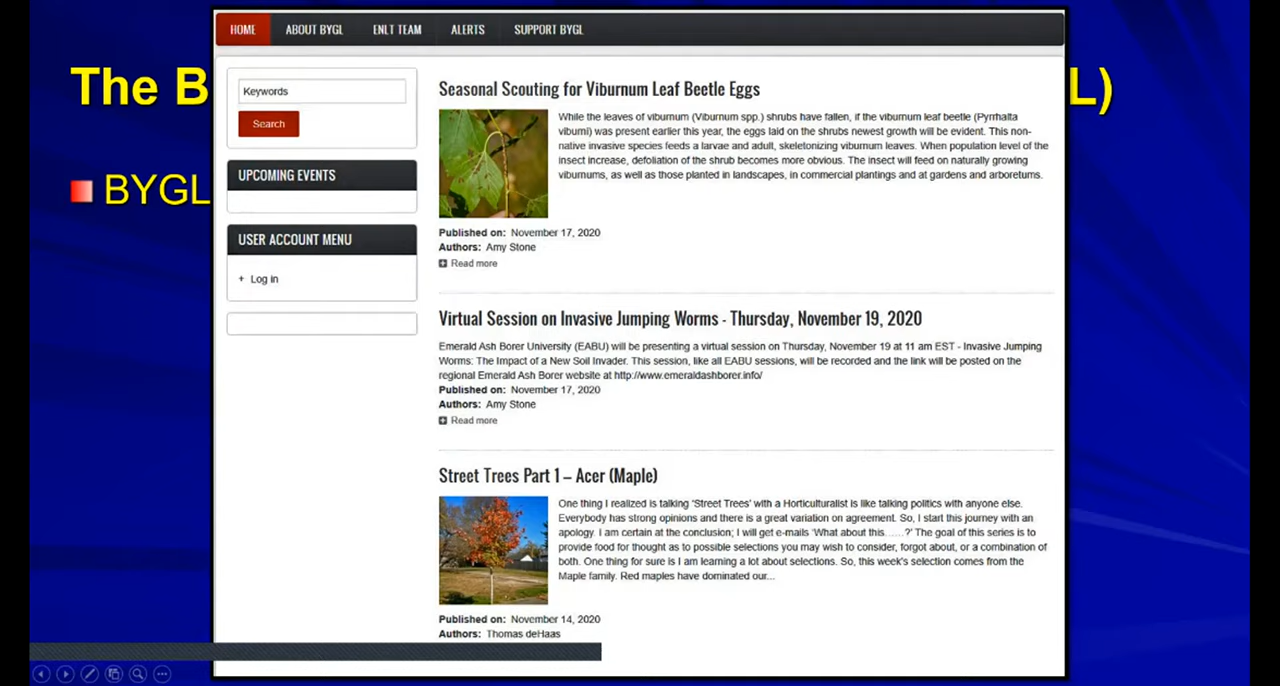 The B
L)
BYGL
HOME ABOUT BYGL ENLT TEAM ALERTS SUPPORT BYGL
Keywords
Search
UPCOMING EVENTS
USER ACCOUNT MENU
+ Log in
Seasonal Scouting for Viburnum Leaf Beetle Eggs
While the leaves of viburnum (Viburnum spp.) shrubs have fallen, if the viburnum leaf beetle (Pyrrhalta
viburni) was present earlier this year, the eggs laid on the shrubs newest growth will be evident. This non-
native invasive species feeds a larvae and adult, skeletonizing viburnum leaves. When population level of the
insect increase, defoliation of the shrub becomes more obvious. The insect will feed on naturally growing
viburnums, as well as those planted in landscapes, in commercial plantings and at gardens and arboretums.
Published on: November 17, 2020
Authors: Amy Stone
Read more
Virtual Session on Invasive Jumping Worms - Thursday, November 19, 2020
Emerald Ash Borer University (EABU) will be presenting a virtual session on Thursday, November 19 at 11 am EST - Invasive Jumping
Worms: The Impact of a New Soil Invader. This session, like all EABU sessions, will be recorded and the link will be posted on the
regional Emerald Ash Borer website at http://www.emeraldashborer.info/
Published on: November 17, 2020
Authors: Amy Stone
Read more
Street Trees Part 1 – Acer (Maple)
One thing I realized is talking 'Street Trees' with a Horticulturalist is like talking politics with anyone else.
Everybody has strong opinions and there is a great variation on agreement. So, I start this journey with an
apology. I am certain at the conclusion; I will get e-mails 'What about this……?' The goal of this series is to
provide food for thought as to possible selections you may wish to consider, forgot about, or a combination of
both. One thing for sure is I am learning a lot about selections. So, this week's selection comes from the
Maple family. Red maples have dominated our...
Published on: November 14, 2020
Authors: Thomas deHaas